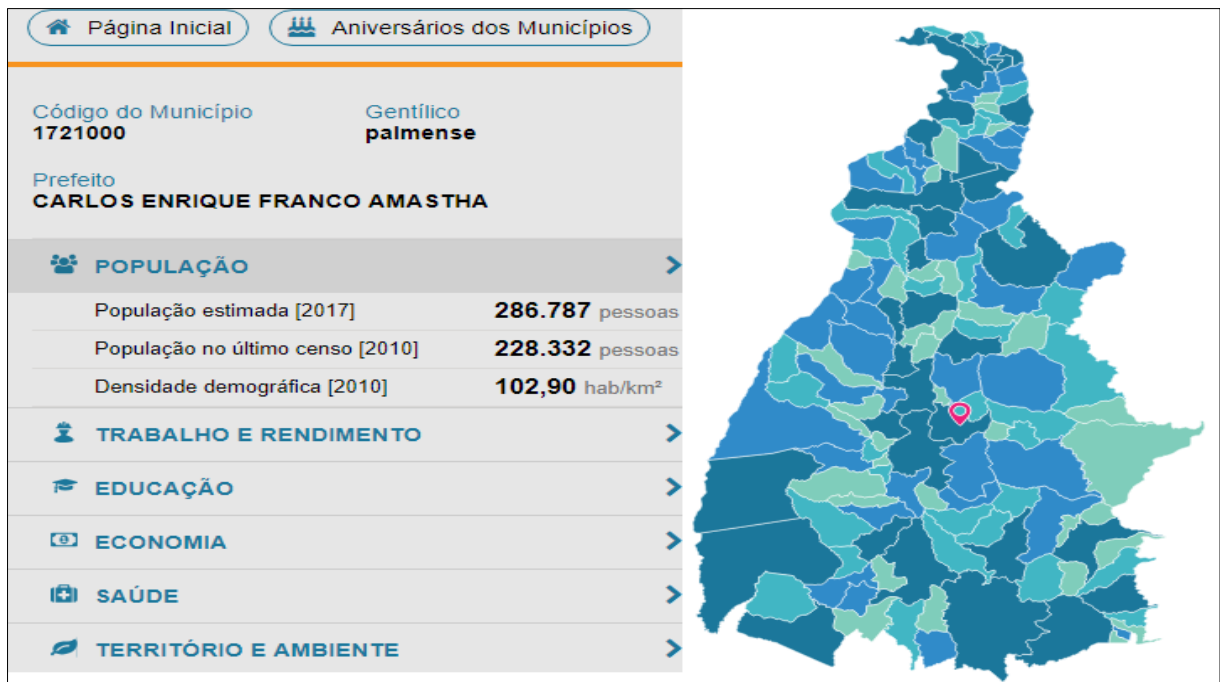 Página Inicial Aniversários dos Municípios
Código do Município Gentílico
1721000 palmense
Prefeito
CARLOS ENRIQUE FRANCO AMASTHA
POPULAÇÃO
População estimada [2017] 286.787 pessoas
População no último censo [2010] 228.332 pessoas
Densidade demográfica [2010] 102,90 hab/km²
TRABALHO E RENDIMENTO
EDUCAÇÃO
ECONOMIA
SAÚDE
TERRITÓRIO E AMBIENTE